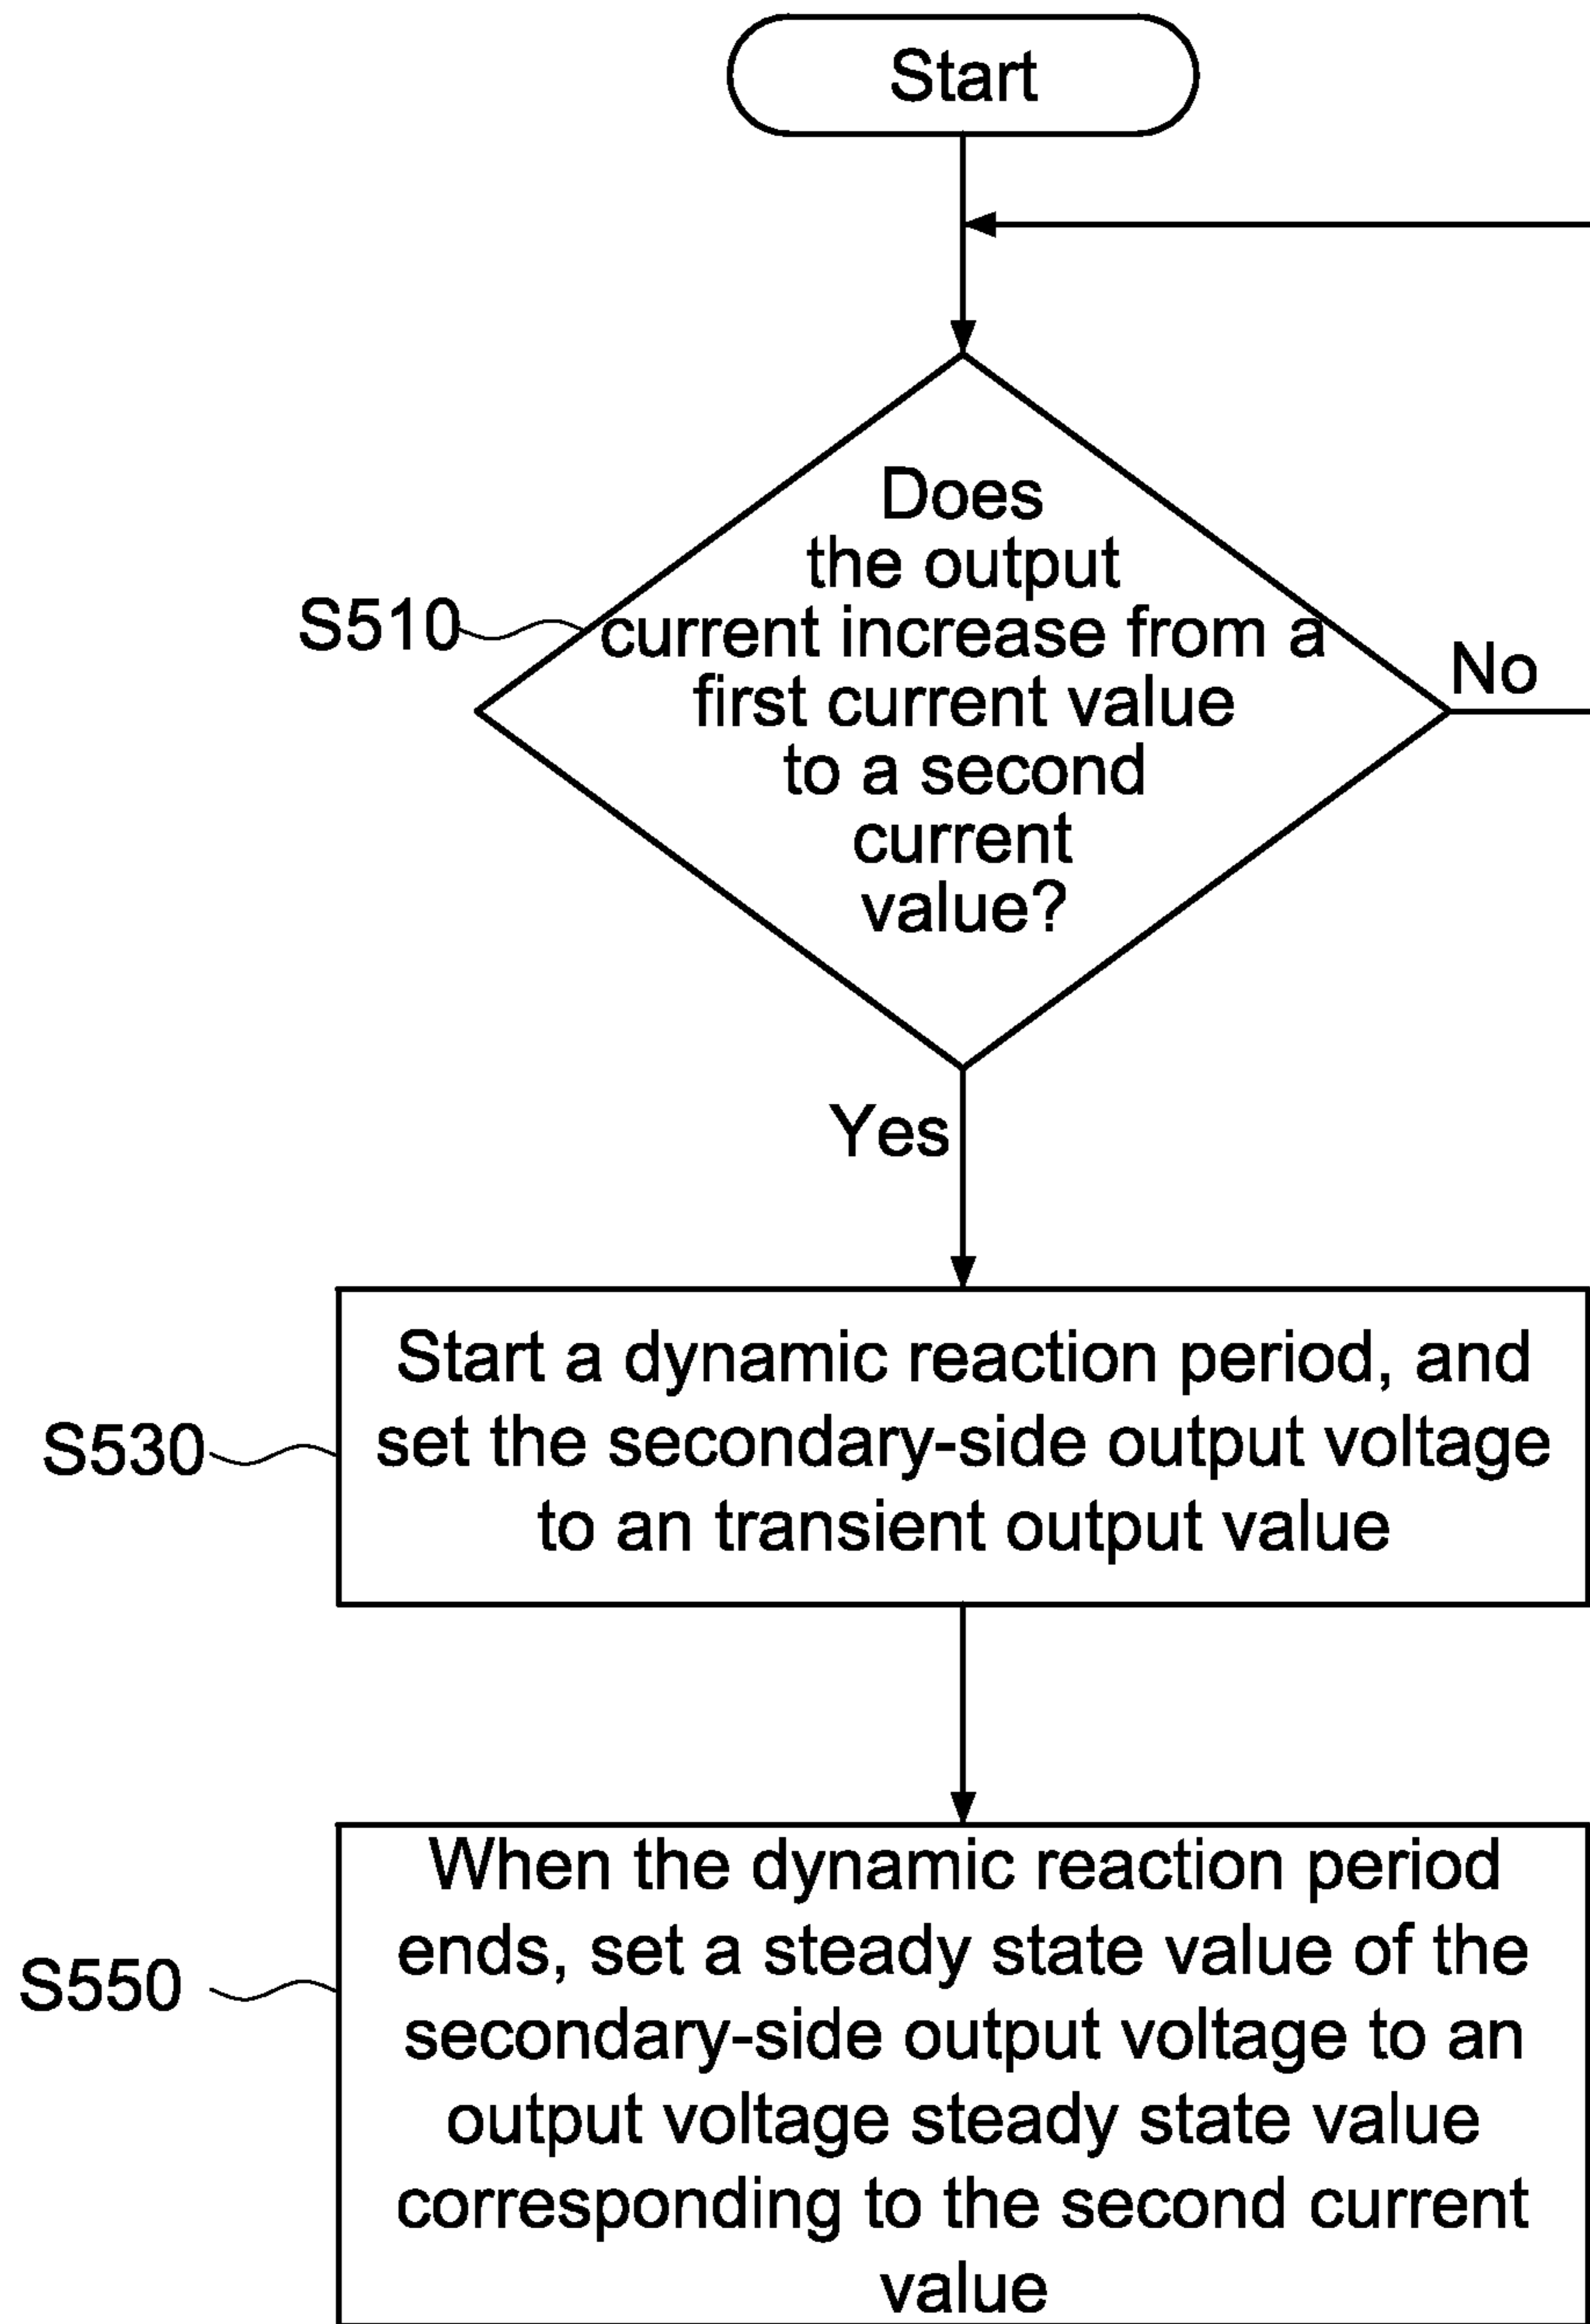 Start
Does
the output
current increase from a
first current value
to a second
current
value?
S510
No
Yes
Start a dynamic reaction period, and
set the secondary-side output voltage
to an transient output value
S530
When the dynamic reaction period
ends, set a steady state value of the
secondary-side output voltage to an
output voltage steady state value
corresponding to the second current
value
S550